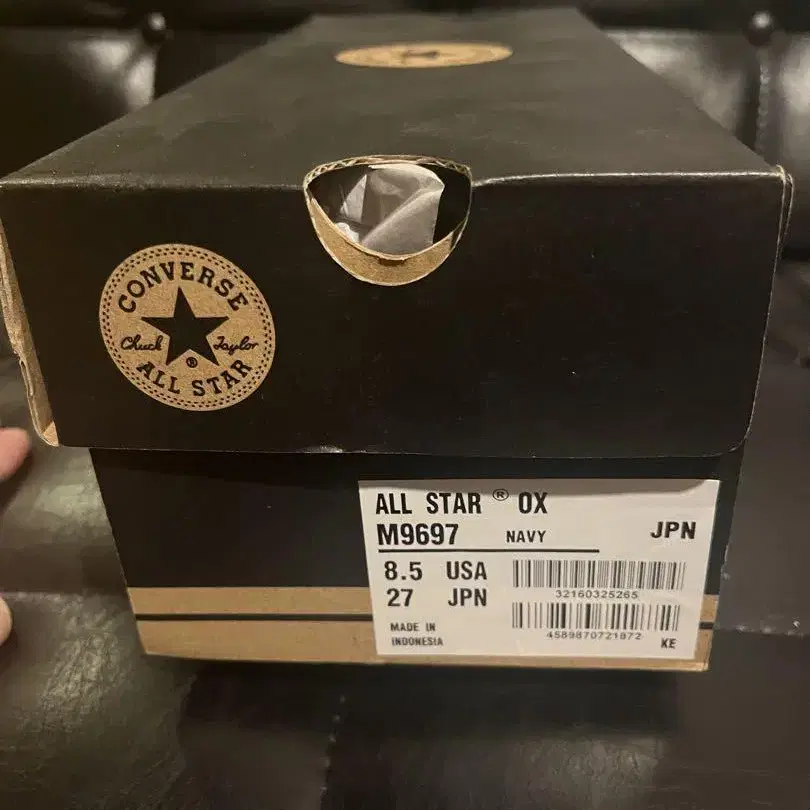 CONVERSE
Chuck Taylor
®
ALL STAR
ALL STAR ® OX
M9697 NAVY JPN
8.5 USA
32160325265
27 JPN
4589870721872
MADE IN
INDONESIA
KE